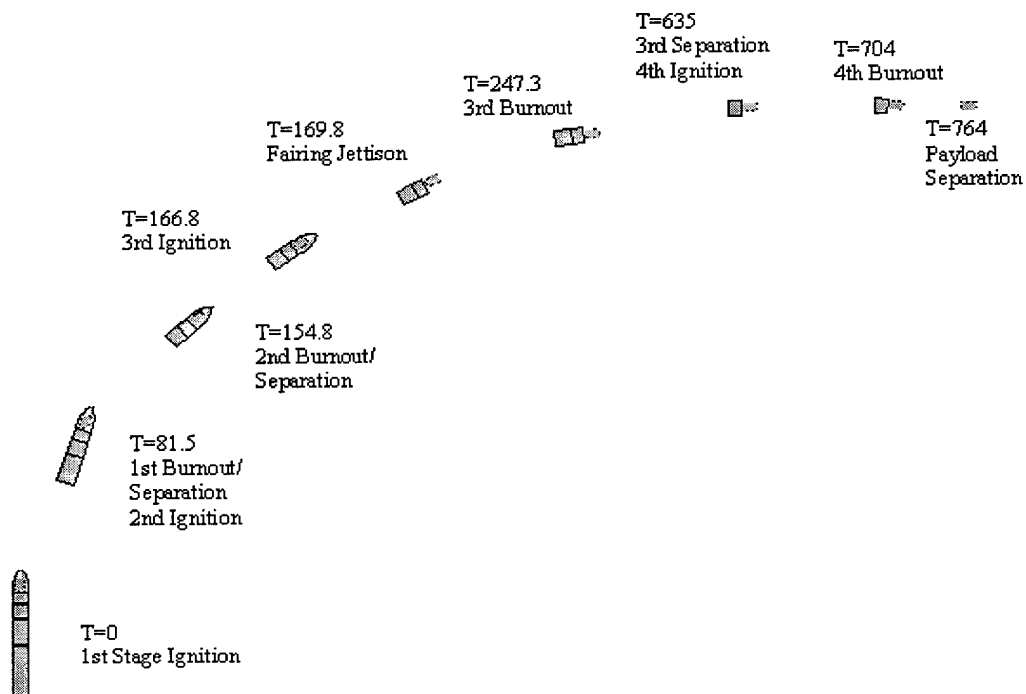 T=635
3rd Separation
4th Ignition
T=704
4th Burnout
T=247.3
3rd Burnout
T=764
Payload
Separation
T=169.8
Fairing Jettison
T=166.8
3rd Ignition
T=154.8
2nd Burnout/
Separation
T=81.5
1st Burnout/
Separation
2nd Ignition
T=0
1st Stage Ignition